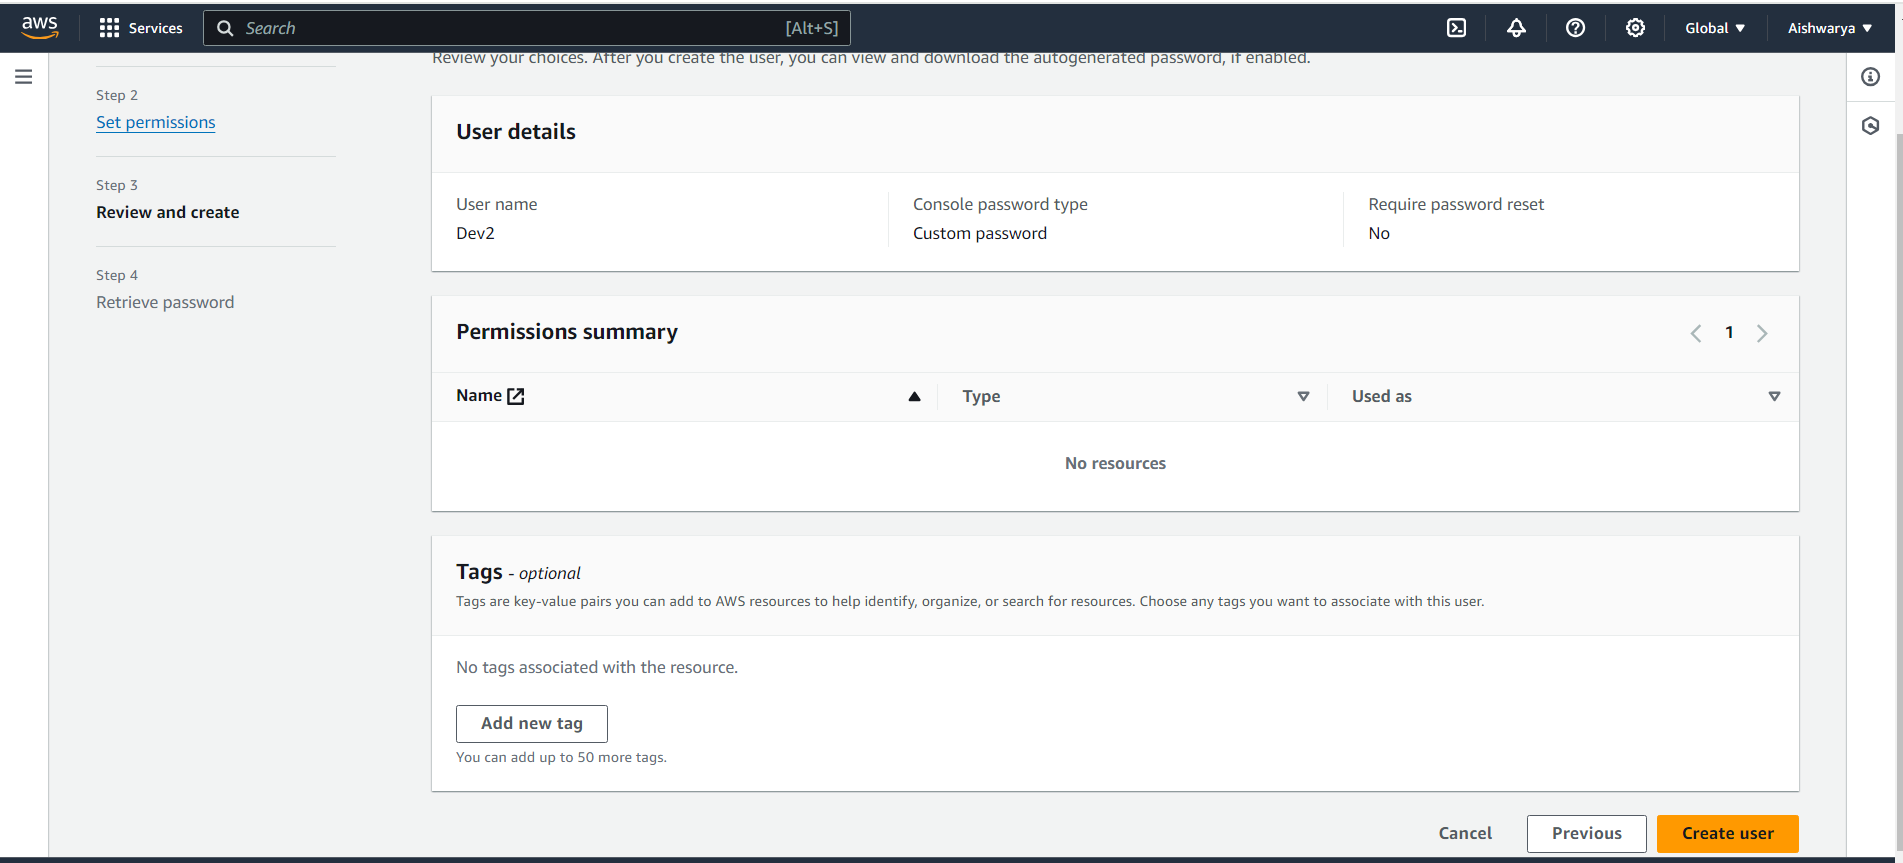 aws
Services
Search
[Alt+S]
Global
Aishwarya
Review your choices. After you create the user, you can view and download the autogenerated password, if enabled.
Step 2
Set permissions
Step 3
Review and create
Step 4
Retrieve password
User details
User name
Dev2
Console password type
Custom password
Require password reset
No
Permissions summary
1
Name
Type
Used as
No resources
Tags - optional
Tags are key-value pairs you can add to AWS resources to help identify, organize, or search for resources. Choose any tags you want to associate with this user.
No tags associated with the resource.
Add new tag
You can add up to 50 more tags.
Cancel
Previous
Create user